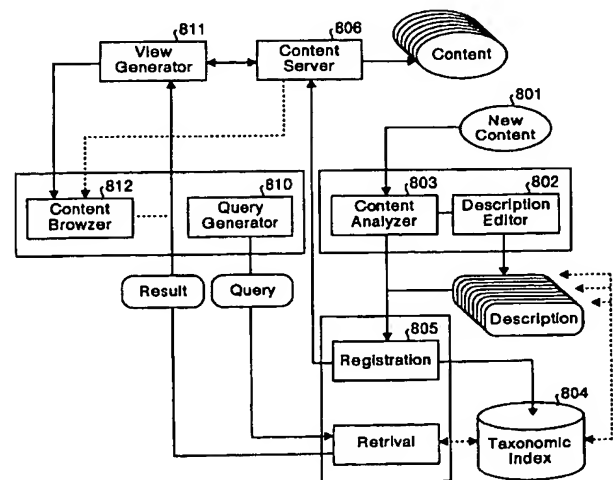 811
View
Generator
806
Content
Server
Content
801
New
Content
812
Content
Browzer
810
Query
Generator
803
Content
Analyzer
802
Description
Editor
Result
Query
Description
805
Registration
Retrival
804
Taxonomic
Index